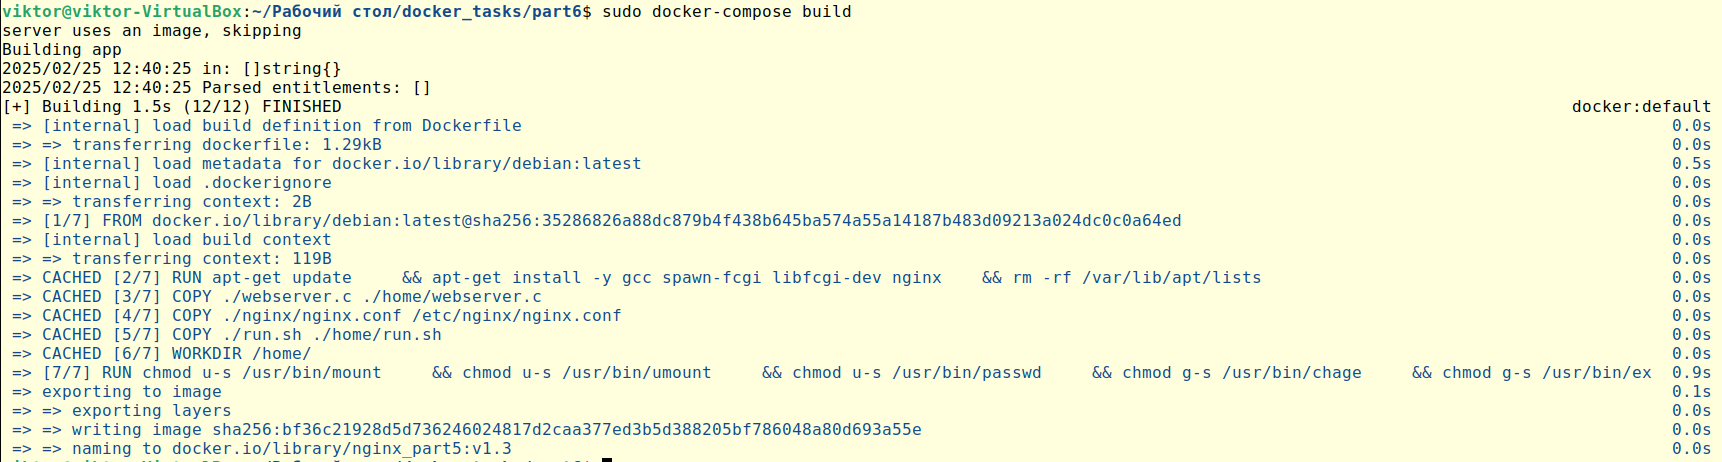 viktor@viktor-VirtualBox:~/Рабочий стол/docker_tasks/part6$ sudo docker-compose build
server uses an image, skipping
Building app
2025/02/25 12:40:25 in: []string{}
2025/02/25 12:40:25 Parsed entitlements: []
[+] Building 1.5s (12/12) FINISHED docker:default
=> [internal] load build definition from Dockerfile 0.0s
=> => transferring dockerfile: 1.29kB 0.0s
=> [internal] load metadata for docker.io/library/debian:latest 0.5s
=> [internal] load .dockerignore 0.0s
=> => transferring context: 2B 0.0s
=> [1/7] FROM docker.io/library/debian:latest@sha256:35286826a88dc879b4f438b645ba574a55a14187b483d09213a024dc0c0a64ed 0.0s
=> [internal] load build context 0.0s
=> => transferring context: 119B 0.0s
=> CACHED [2/7] RUN apt-get update     && apt-get install -y gcc spawn-fcgi libfcgi-dev nginx    && rm -rf /var/lib/apt/lists 0.0s
=> CACHED [3/7] COPY ./webserver.c ./home/webserver.c 0.0s
=> CACHED [4/7] COPY ./nginx/nginx.conf /etc/nginx/nginx.conf 0.0s
=> CACHED [5/7] COPY ./run.sh ./home/run.sh 0.0s
=> CACHED [6/7] WORKDIR /home/ 0.0s
=> [7/7] RUN chmod u-s /usr/bin/mount     && chmod u-s /usr/bin/umount     && chmod u-s /usr/bin/passwd     && chmod g-s /usr/bin/chage     && chmod g-s /usr/bin/ex 0.9s
=> exporting to image 0.1s
=> => exporting layers 0.0s
=> => writing image sha256:bf36c21928d5d736246024817d2caa377ed3b5d388205bf786048a80d693a55e 0.0s
=> => naming to docker.io/library/nginx_part5:v1.3 0.0s